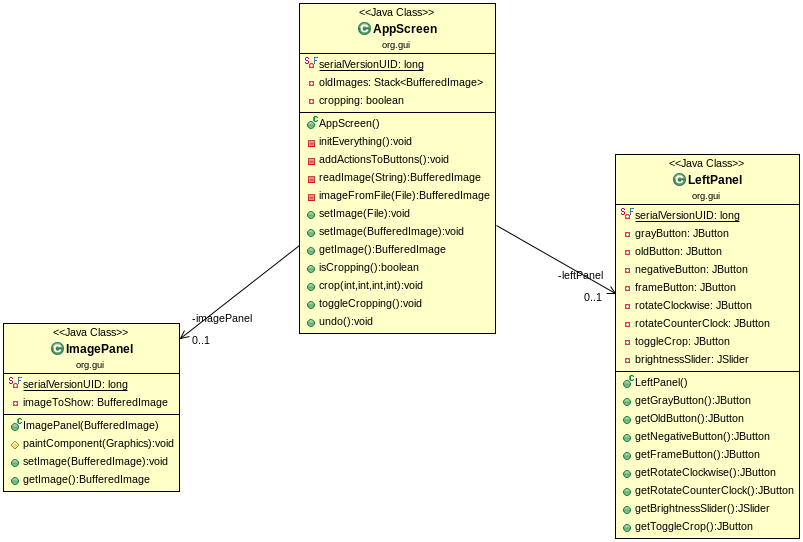 <<Java Class>>
AppScreen
org.gui
serialVersionUID: long
oldImages: Stack<BufferedImage>
cropping: boolean
AppScreen()
initEverything():void
addActionsToButtons():void
readImage(String):BufferedImage
imageFromFile(File):BufferedImage
setImage(File):void
setImage(BufferedImage):void
getImage():BufferedImage
isCropping():boolean
crop(int,int,int,int):void
toggleCropping():void
undo():void
-imagePanel
0..1
-leftPanel
0..1
<<Java Class>>
ImagePanel
org.gui
serialVersionUID: long
imageToShow: BufferedImage
ImagePanel(BufferedImage)
paintComponent(Graphics):void
setImage(BufferedImage):void
getImage():BufferedImage
<<Java Class>>
LeftPanel
org.gui
serialVersionUID: long
grayButton: JButton
oldButton: JButton
negativeButton: JButton
frameButton: JButton
rotateClockwise: JButton
rotateCounterClock: JButton
toggleCrop: JButton
brightnessSlider: JSlider
LeftPanel()
getGrayButton():JButton
getOldButton():JButton
getNegativeButton():JButton
getFrameButton():JButton
getRotateClockwise():JButton
getRotateCounterClock():JButton
getBrightnessSlider():JSlider
getToggleCrop():JButton